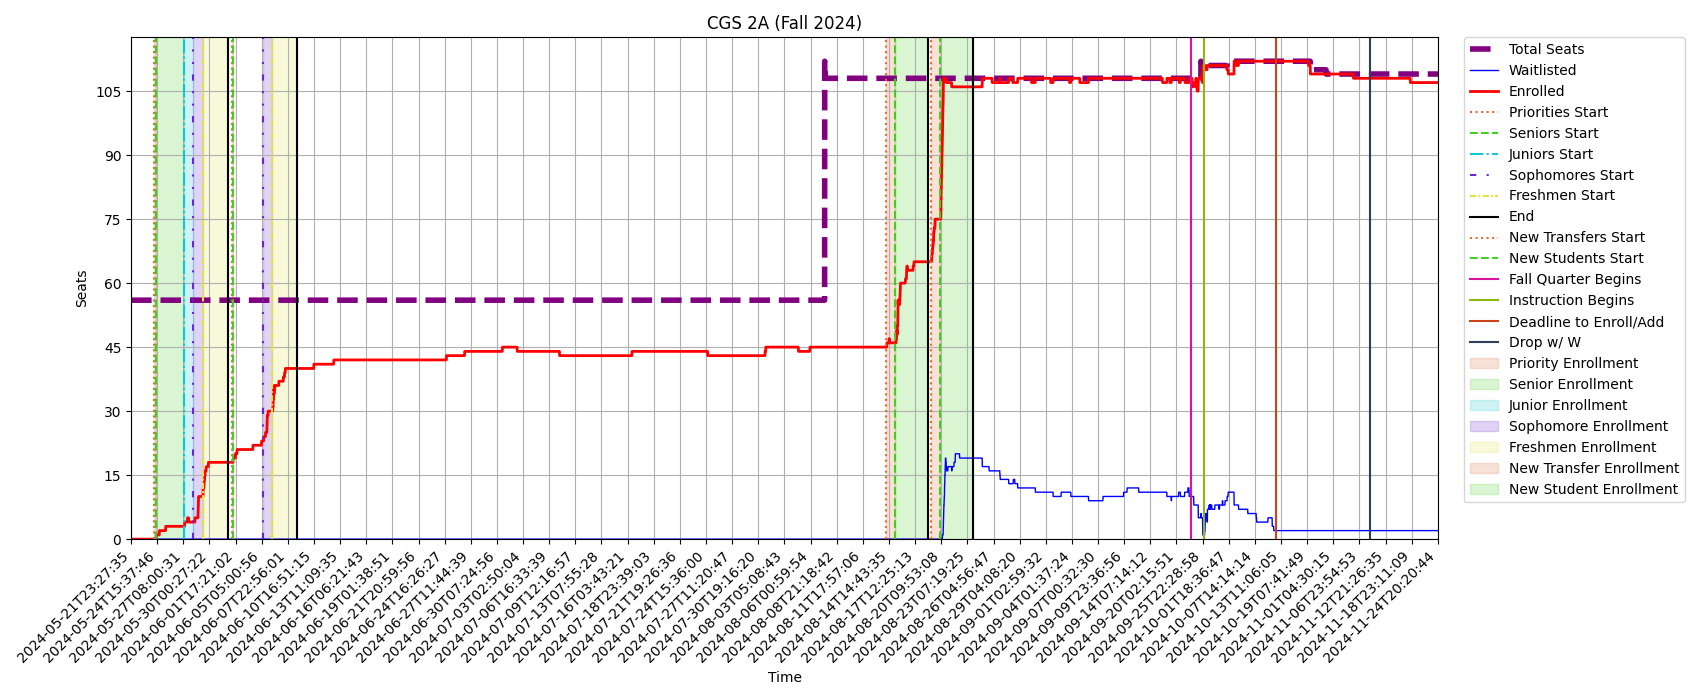 CGS 2A (Fall 2024)
Seats
105
90
75
60
45
30
15
0
2024-05-21T23:27:35
2024-05-24T15:37:46
2024-05-27T08:00:31
2024-05-30T00:27:22
2024-06-01T17:21:02
2024-06-05T05:00:56
2024-06-07T22:56:01
2024-06-10T16:51:15
2024-06-13T11:09:35
2024-06-16T06:21:43
2024-06-19T01:38:51
2024-06-21T20:59:56
2024-06-24T16:26:27
2024-06-27T11:44:39
2024-06-30T07:24:56
2024-07-03T02:50:04
2024-07-06T16:33:39
2024-07-09T12:16:57
2024-07-13T07:55:28
2024-07-16T03:43:21
2024-07-18T23:39:03
2024-07-21T19:26:36
2024-07-24T15:36:00
2024-07-27T11:20:47
2024-07-30T19:16:20
2024-08-03T05:08:43
2024-08-06T00:59:54
2024-08-08T21:18:42
2024-08-11T17:57:06
2024-08-14T14:43:35
2024-08-17T12:25:13
2024-08-20T09:53:08
2024-08-23T07:19:25
2024-08-26T04:56:47
2024-08-29T04:08:20
2024-09-01T02:59:32
2024-09-04T01:37:24
2024-09-07T00:32:30
2024-09-09T23:36:56
2024-09-14T07:14:12
2024-09-20T02:15:51
2024-09-25T22:28:58
2024-10-01T18:36:47
2024-10-07T14:14:14
2024-10-13T11:06:05
2024-10-19T07:41:49
2024-11-01T04:30:15
2024-11-06T23:54:53
2024-11-12T21:26:35
2024-11-18T23:11:09
2024-11-24T20:20:44
Time
Total Seats
Waitlisted
Enrolled
Priorities Start
Seniors Start
Juniors Start
Sophomores Start
Freshmen Start
End
New Transfers Start
New Students Start
Fall Quarter Begins
Instruction Begins
Deadline to Enroll/Add
Drop w/ W
Priority Enrollment
Senior Enrollment
Junior Enrollment
Sophomore Enrollment
Freshmen Enrollment
New Transfer Enrollment
New Student Enrollment